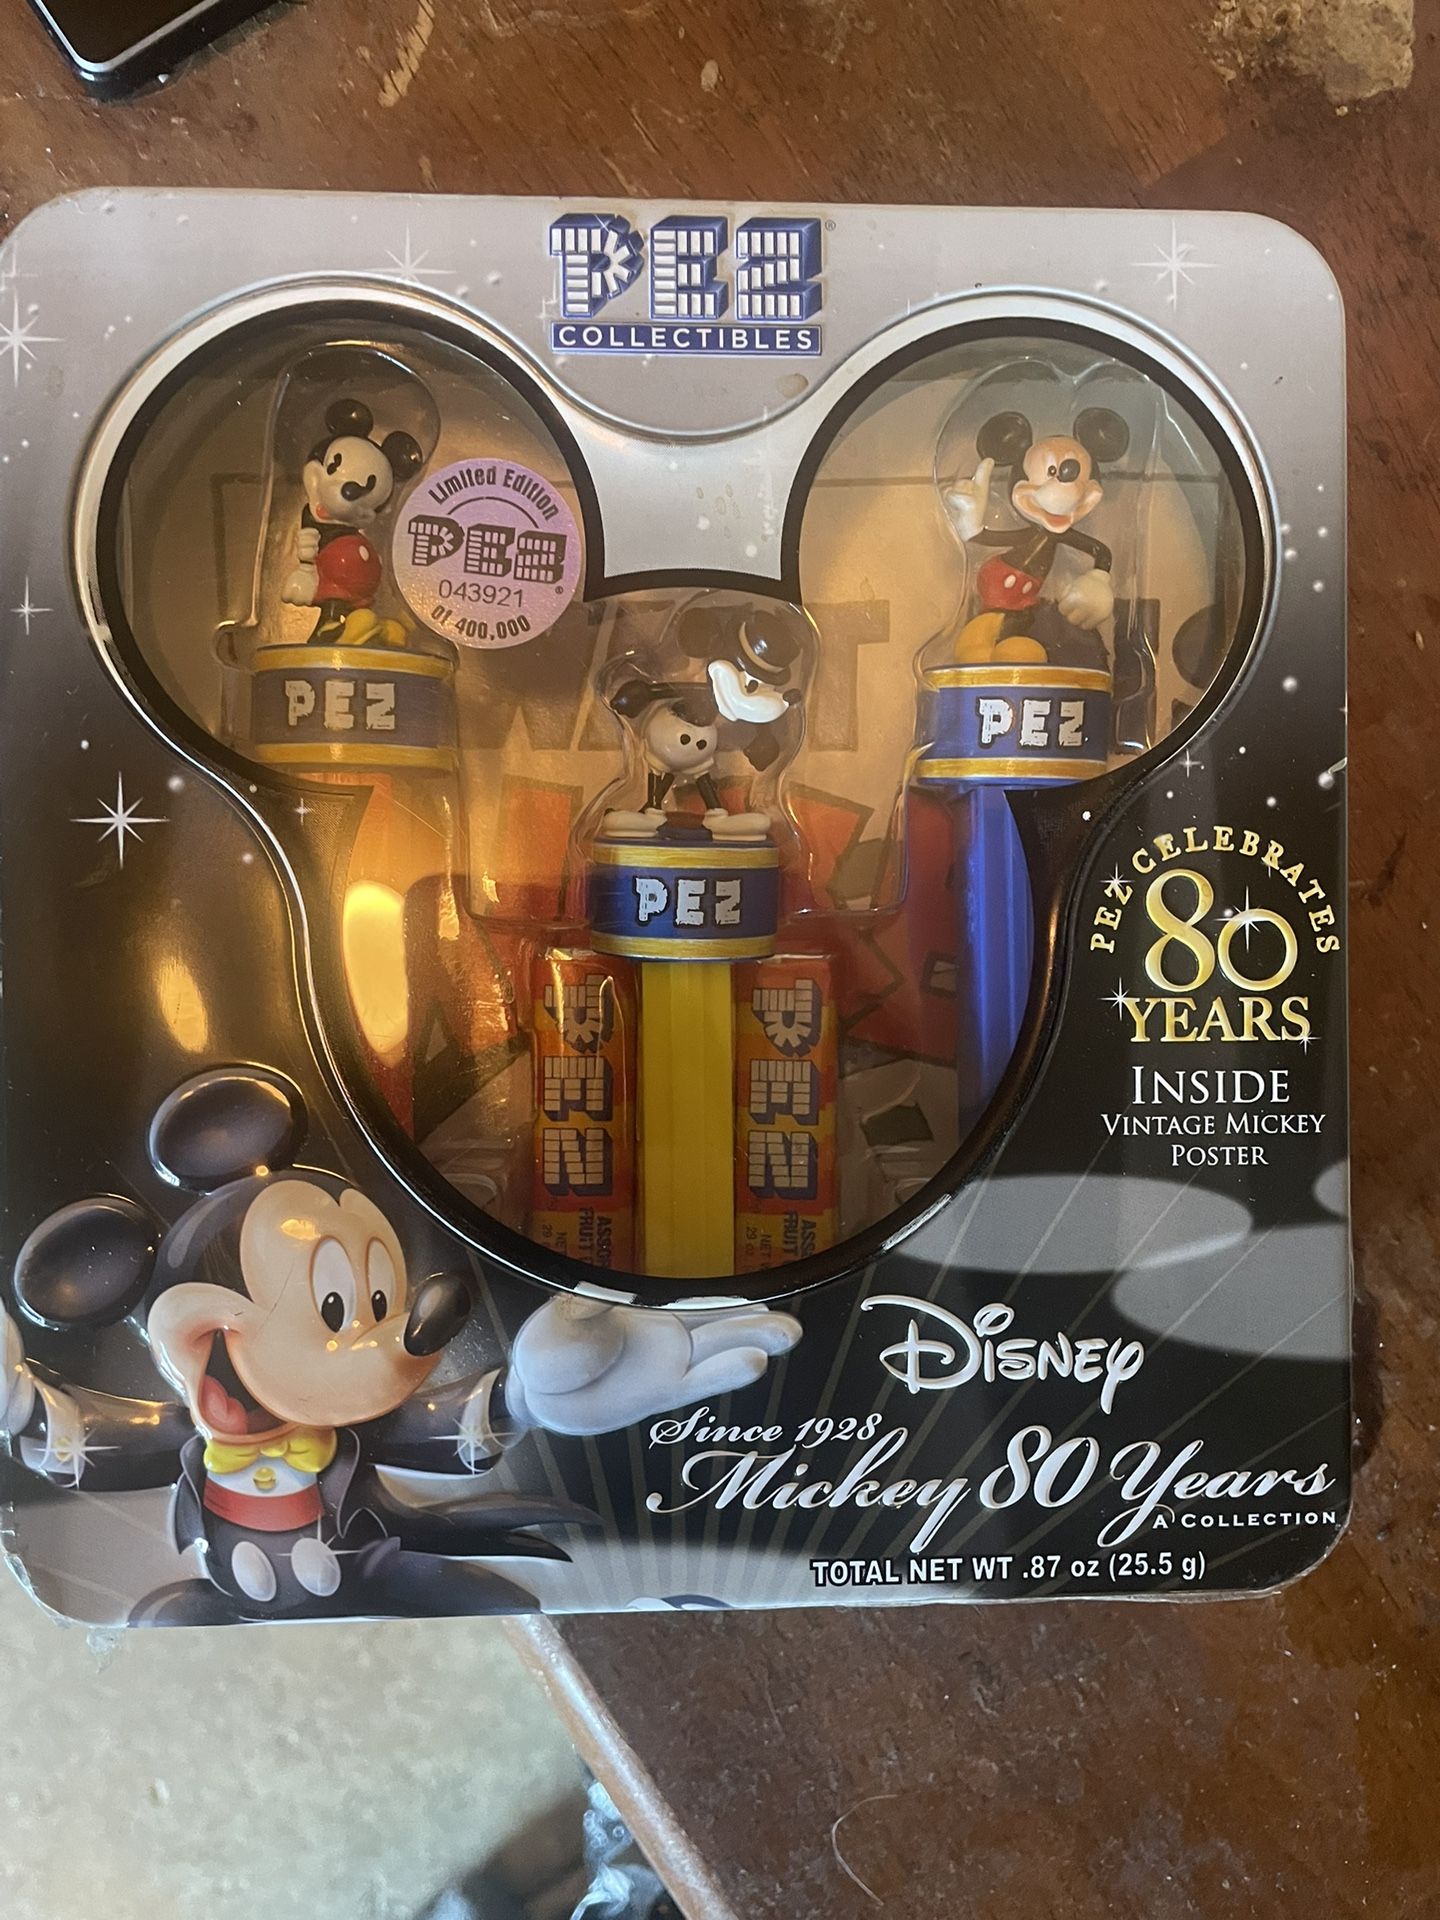 PEZ®
COLLECTIBLES
Limited Edition
PEZ®
043921
of 400,000
PEZ
PEZ
PEZ
PEZ
PEZ
PEZ CELEBRATES
80
YEARS
INSIDE
VINTAGE MICKEY
POSTER
DISNEY
Since 1928
Mickey 80 Years
A COLLECTION
TOTAL NET WT .87 oz (25.5 g)